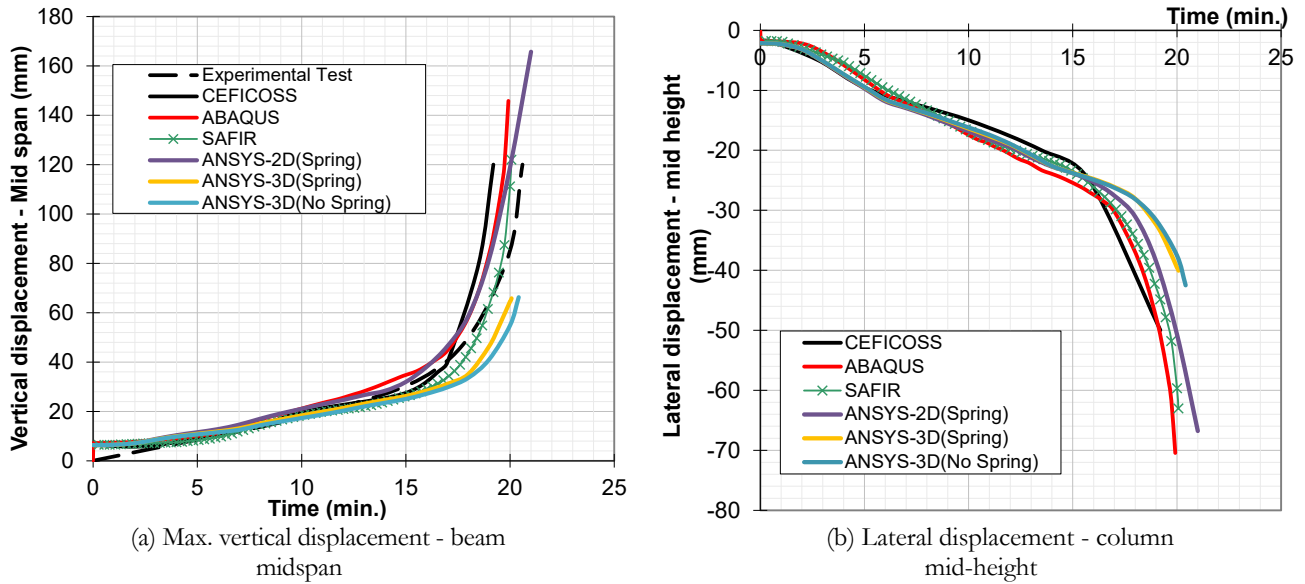 Vertical displacement - Mid span (mm)
180
160
140
120
100
80
60
40
20
0
Experimental Test
CEFICOSS
ABAQUS
SAFIR
ANSYS-2D(Spring)
ANSYS-3D(Spring)
ANSYS-3D(No Spring)
0 5 10 15 20 25
Time (min.)
(a) Max. vertical displacement - beam
midspan
Time (min.)
0 5 10 15 20 25
Lateral displacement - mid height
(mm)
0
-10
-20
-30
-40
-50
-60
-70
-80
CEFICOSS
ABAQUS
SAFIR
ANSYS-2D(Spring)
ANSYS-3D(Spring)
ANSYS-3D(No Spring)
(b) Lateral displacement - column
mid-height